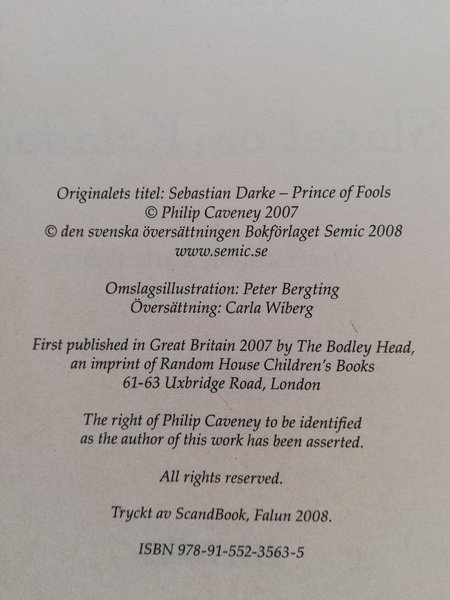 Originalets titel: Sebastian Darke – Prince of Fools
© Philip Caveney 2007
© den svenska översättningen Bokförlaget Semic 2008
www.semic.se
Omslagsillustration: Peter Bergting
Översättning: Carla Wiberg
First published in Great Britain 2007 by The Bodley Head,
an imprint of Random House Children's Books
61-63 Uxbridge Road, London
The right of Philip Caveney to be identified
as the author of this work has been asserted.
All rights reserved.
Tryckt av ScandBook, Falun 2008.
ISBN 978-91-552-3563-5